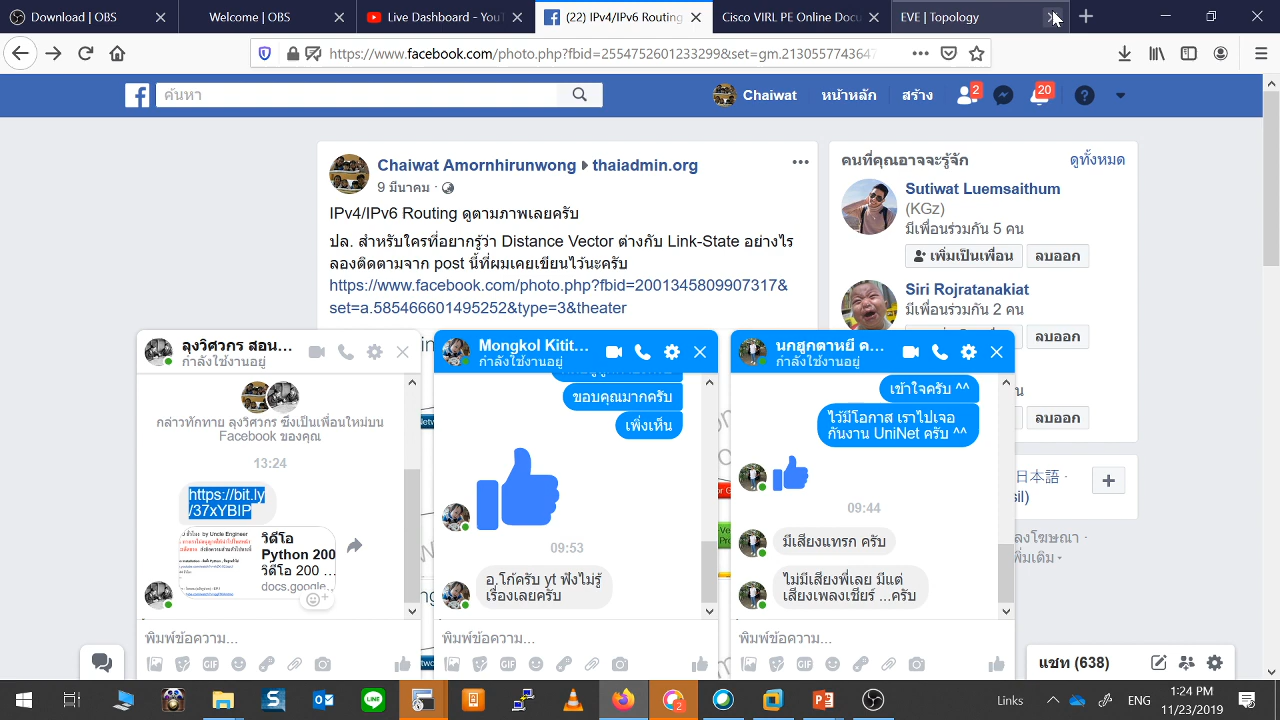 Download | OBS
Welcome | OBS
Live Dashboard - YouT
(22) IPv4/IPv6 Routing
Cisco VIRL PE Online Docu
EVE | Topology
https://www.facebook.com/photo.php?fbid=2554752601233299&set=gm.2130557743647
ค้นหา
Chaiwat
หน้าหลัก
สร้าง
2
20
Chaiwat Amornhirunwong
thaiadmin.org
9 มีนาคม ·
IPv4/IPv6 Routing ดูตามภาพเลยครับ
ปล. สำหรับใครที่อยากรู้ว่า Distance Vector ต่างกับ Link-State อย่างไร
ลองติดตามจาก post นี้ที่ผมเคยเขียนไว้นะครับ
https://www.facebook.com/photo.php?fbid=2001345809907317&
set=a.585466601495252&type=3&theater
คนที่คุณอาจจะรู้จัก
ดูทั้งหมด
Sutiwat Luemsaithum
(KGz)
มีเพื่อนร่วมกัน 5 คน
เพิ่มเป็นเพื่อน
ลบออก
Siri Rojratanakiat
มีเพื่อนร่วมกัน 2 คน
ลบออก
ลบออก
日本語 ·
ลุงวิศวกร สอน...
กำลังใช้งานอยู่
กล่าวทักทาย ลุงวิศวกร ซึ่งเป็นเพื่อนใหม่บน
Facebook ของคุณ
13:24
https://bit.ly
/37xYBIP
วิดีโอ
Python 200
วิดีโอ 200 ...
docs.google.
พิมพ์ข้อความ...
GIF
Mongkol Kitit...
กำลังใช้งานอยู่
ขอบคุณมากครับ
เพิ่งเห็น
09:53
อ.โก้ครับ yt ฟังไม่รู้
เรื่องเลยครับ
พิมพ์ข้อความ...
GIF
นกฮูกตาหยี ค...
กำลังใช้งานอยู่
เข้าใจครับ ^^
ไว้มีโอกาส เราไปเจอ
กันงาน UniNet ครับ ^^
09:44
มีเสียงแทรก ครับ
ไม่มีเสียงพี่เลย มีแต่
เสียงเพลงเชียร์ ...ครับ
พิมพ์ข้อความ...
GIF
แชท (638)
Links
ENG
1:24 PM
11/23/2019